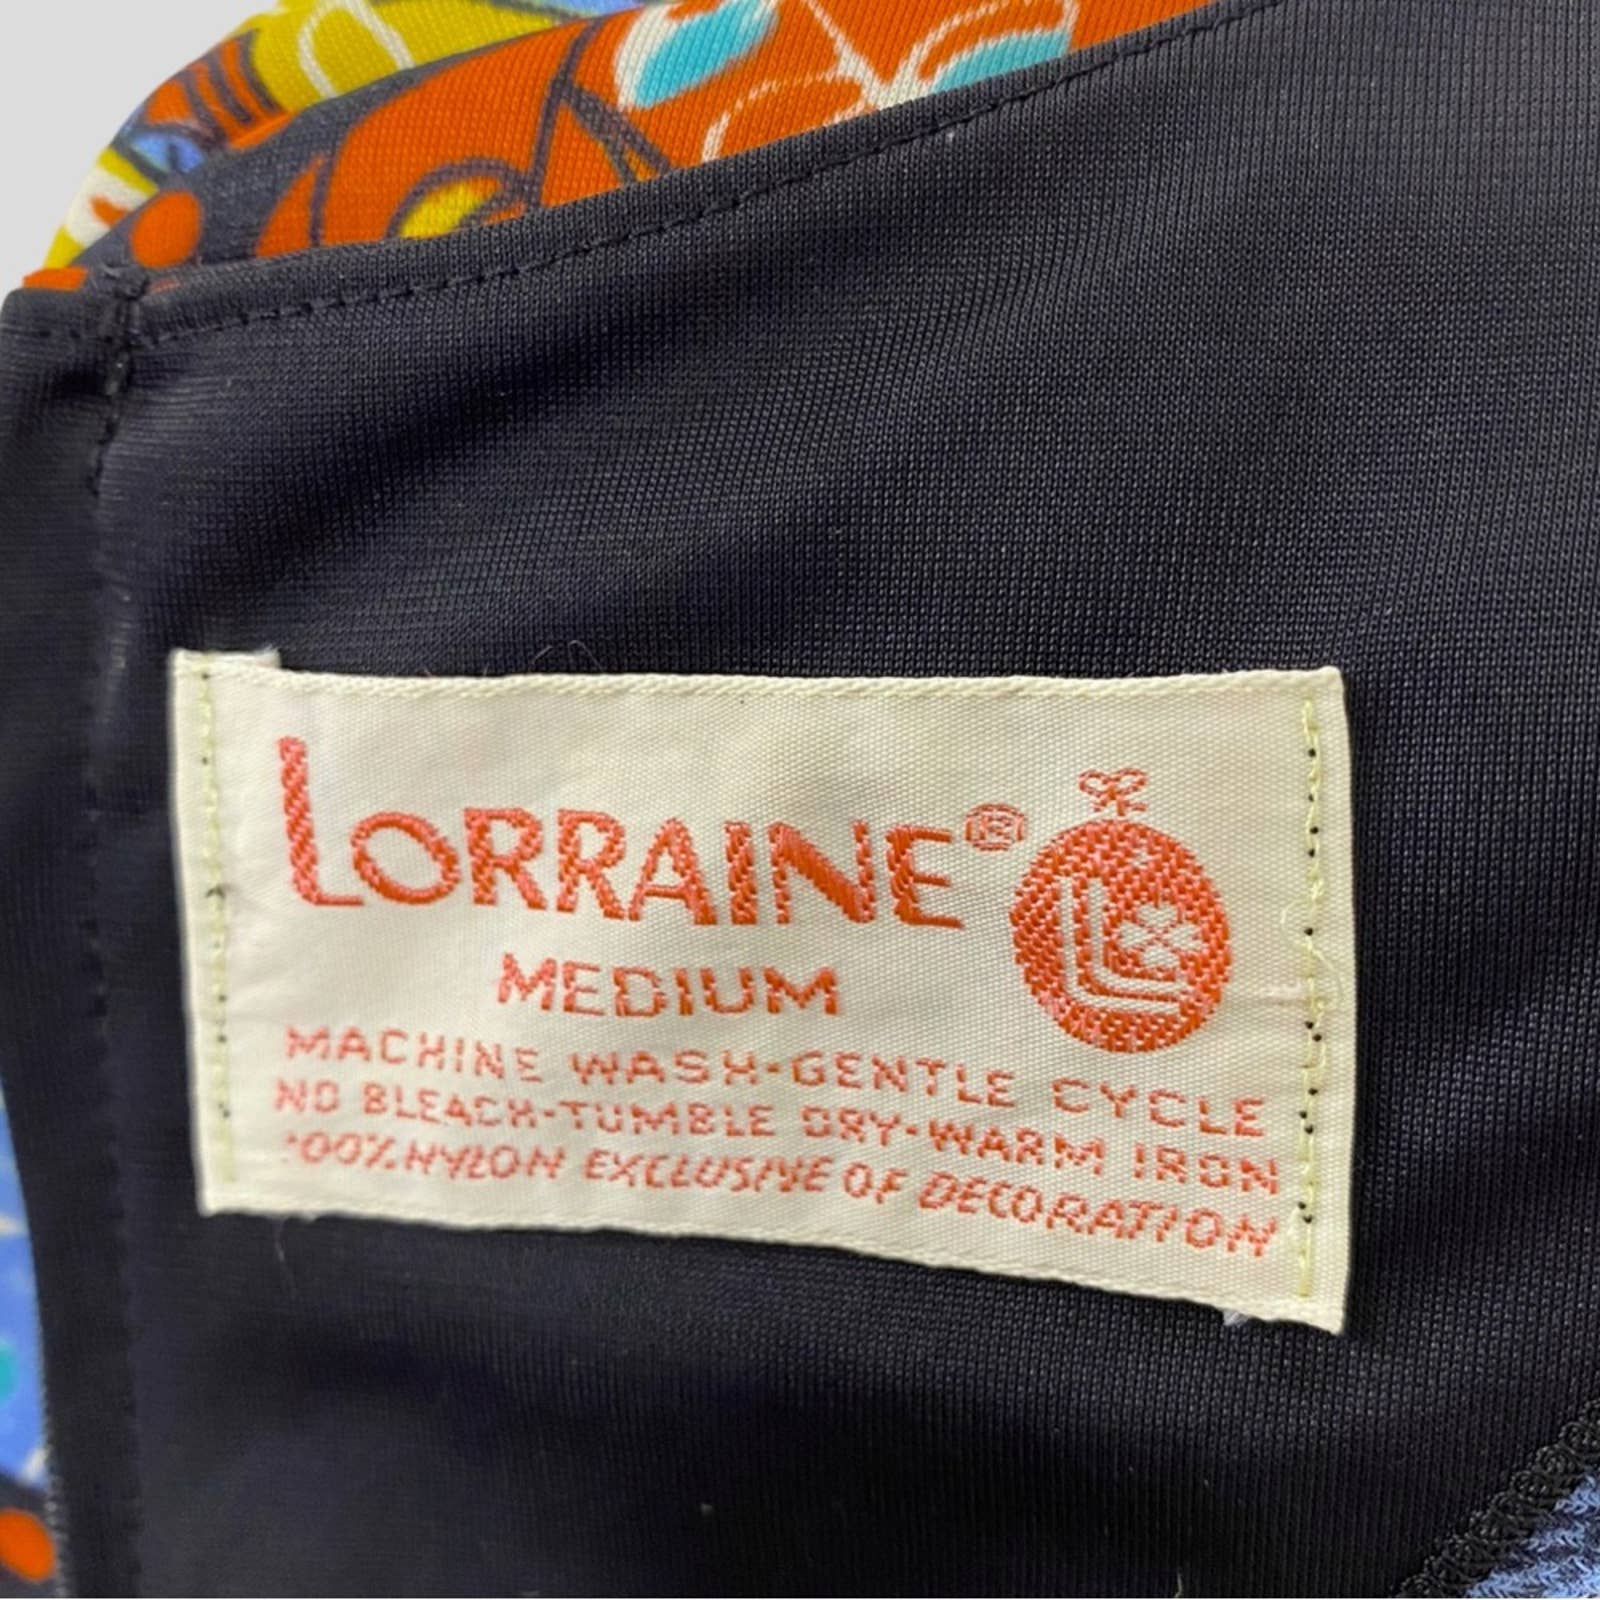 LORRAINE®
L
MEDIUM
MACHINE WASH-GENTLE CYCLE
NO BLEACH-TUMBLE DRY-WARM IRON
100% NYLON EXCLUSIVE OF DECORATION